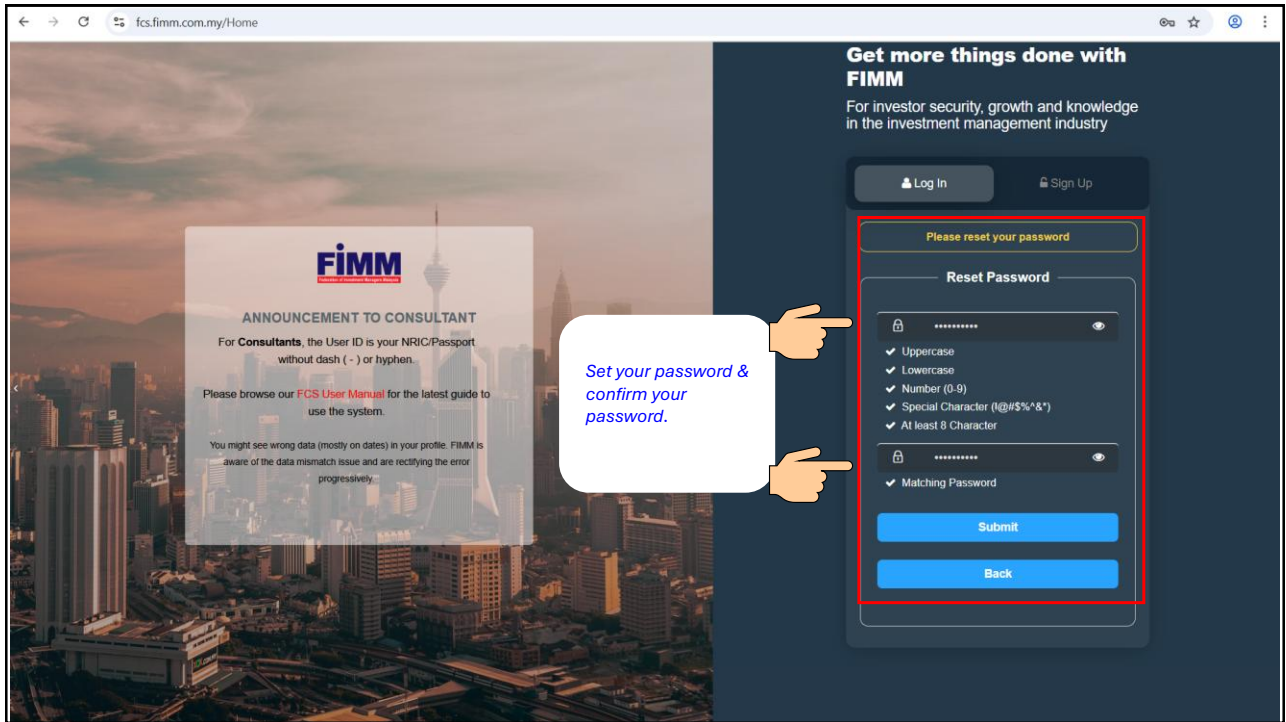 fcs.fimm.com.my/Home
Get more things done with
FIMM
For investor security, growth and knowledge
in the investment management industry
Log In
Sign Up
Please reset your password
Reset Password
••••••••••
Uppercase
Lowercase
Number (0-9)
Special Character (!@#$%^&*)
At least 8 Character
••••••••••
Matching Password
Submit
Back
FiMM
Federation of Investment Managers Malaysia
ANNOUNCEMENT TO CONSULTANT
For Consultants, the User ID is your NRIC/Passport
without dash ( - ) or hyphen.
Please browse our FCS User Manual for the latest guide to
use the system.
You might see wrong data (mostly on dates) in your profile. FIMM is
aware of the data mismatch issue and are rectifying the error
progressively.
Set your password &
confirm your
password.